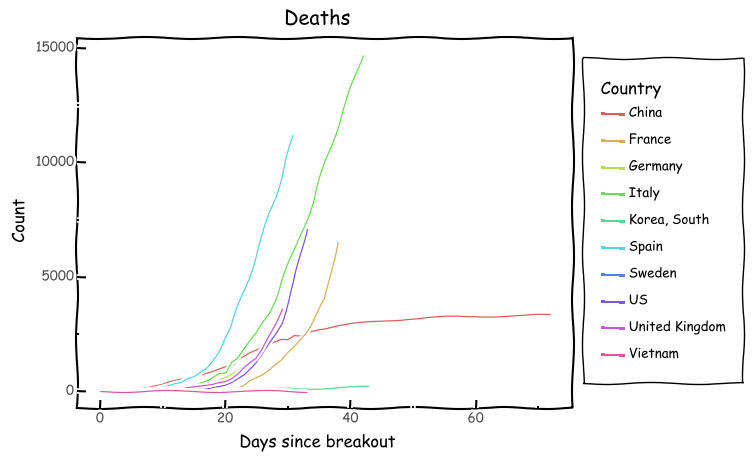 Deaths
15000
10000
5000
0
Count
0 20 40 60
Days since breakout
Country
China
France
Germany
Italy
Korea, South
Spain
Sweden
US
United Kingdom
Vietnam